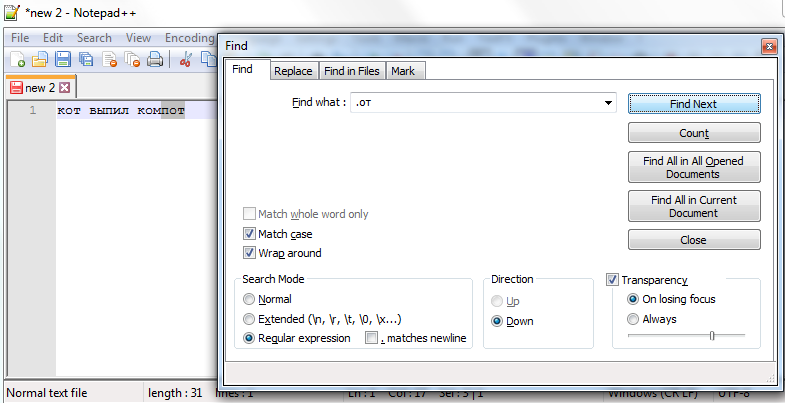 *new 2 - Notepad++
File Edit Search View Encoding
new 2
1 кот выпил компот
Find
Find Replace Find in Files Mark
Find what : .от
Find Next
Count
Find All in All Opened
Documents
Find All in Current
Document
Close
Match whole word only
Match case
Wrap around
Search Mode
Normal
Extended (\n, \r, \t, \0, \x...)
Regular expression . matches newline
Direction
Up
Down
Transparency
On losing focus
Always
Normal text file length : 31 lines : 1 Ln : 1 Col : 17 Sel : 3 | 1 Windows (CR LF) UTF-8